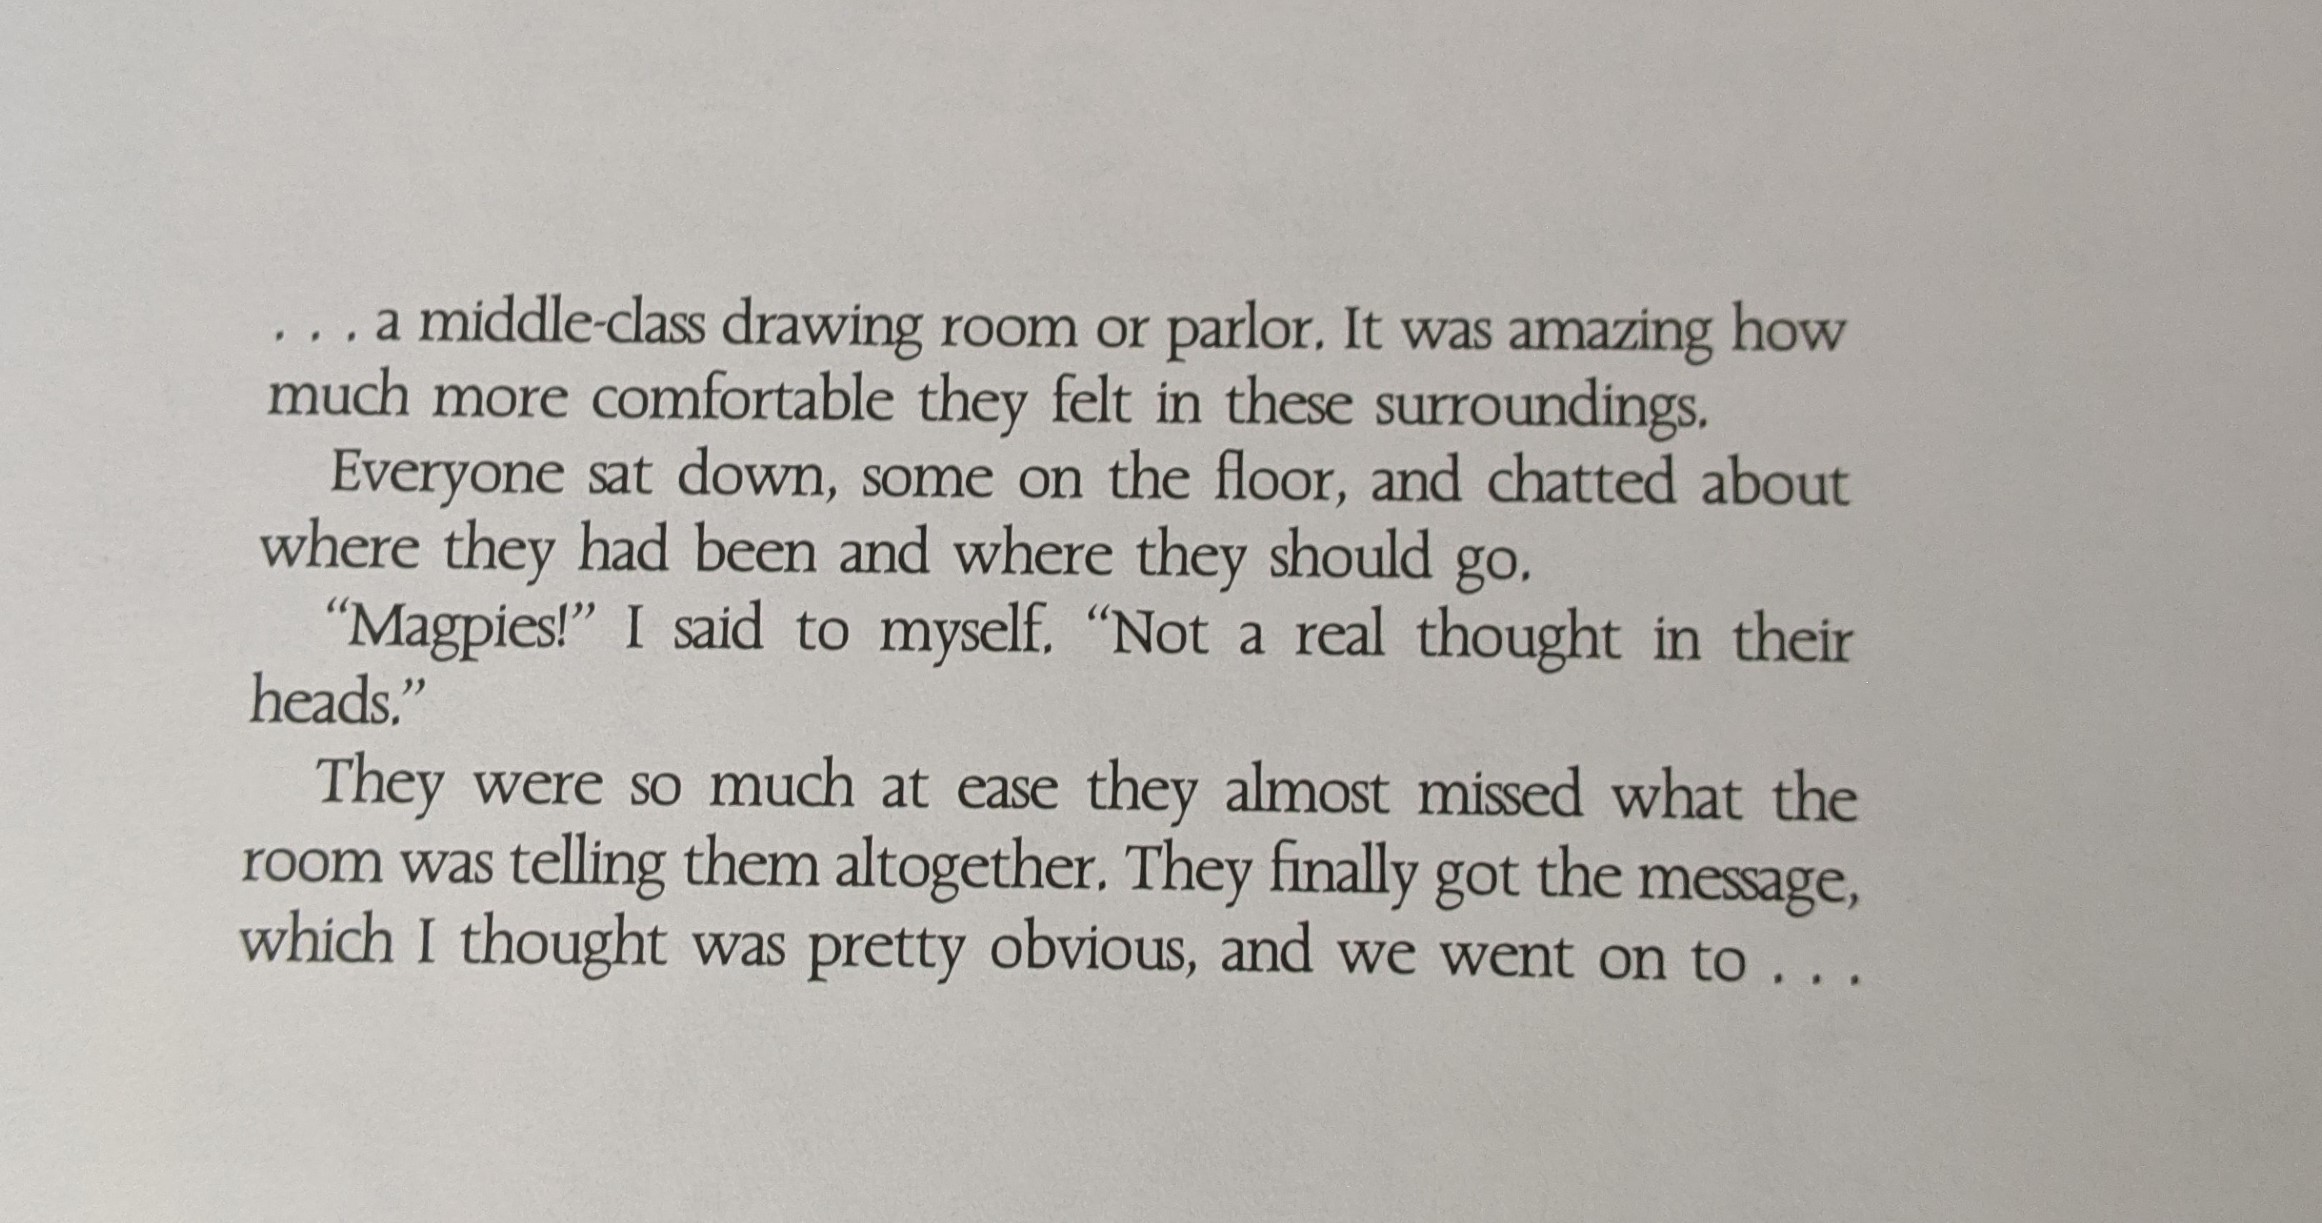 . . . a middle-class drawing room or parlor. It was amazing how
much more comfortable they felt in these surroundings.
Everyone sat down, some on the floor, and chatted about
where they had been and where they should go.
“Magpies!” I said to myself. “Not a real thought in their
heads.”
They were so much at ease they almost missed what the
room was telling them altogether. They finally got the message,
which I thought was pretty obvious, and we went on to . . .